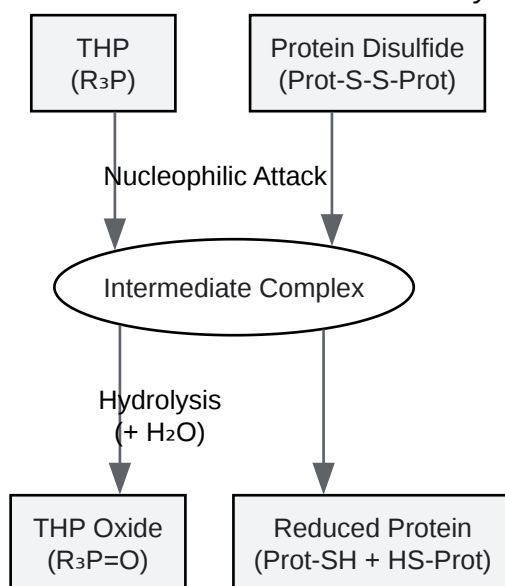 THP
(R₃P)
Protein Disulfide
(Prot-S-S-Prot)
Nucleophilic Attack
Intermediate Complex
Hydrolysis
(+ H₂O)
THP Oxide
(R₃P=O)
Reduced Protein
(Prot-SH + HS-Prot)